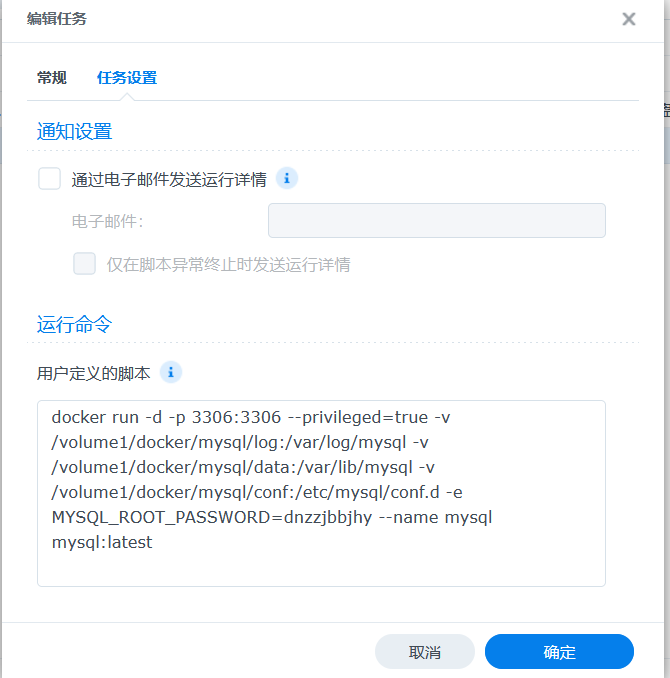 编辑任务
常规 任务设置
通知设置
通过电子邮件发送运行详情
电子邮件:
仅在脚本异常终止时发送运行详情
运行命令
用户定义的脚本
docker run -d -p 3306:3306 --privileged=true -v
/volume1/docker/mysql/log:/var/log/mysql -v
/volume1/docker/mysql/data:/var/lib/mysql -v
/volume1/docker/mysql/conf:/etc/mysql/conf.d -e
MYSQL_ROOT_PASSWORD=dnzzjbbjhy --name mysql
mysql:latest
取消 确定